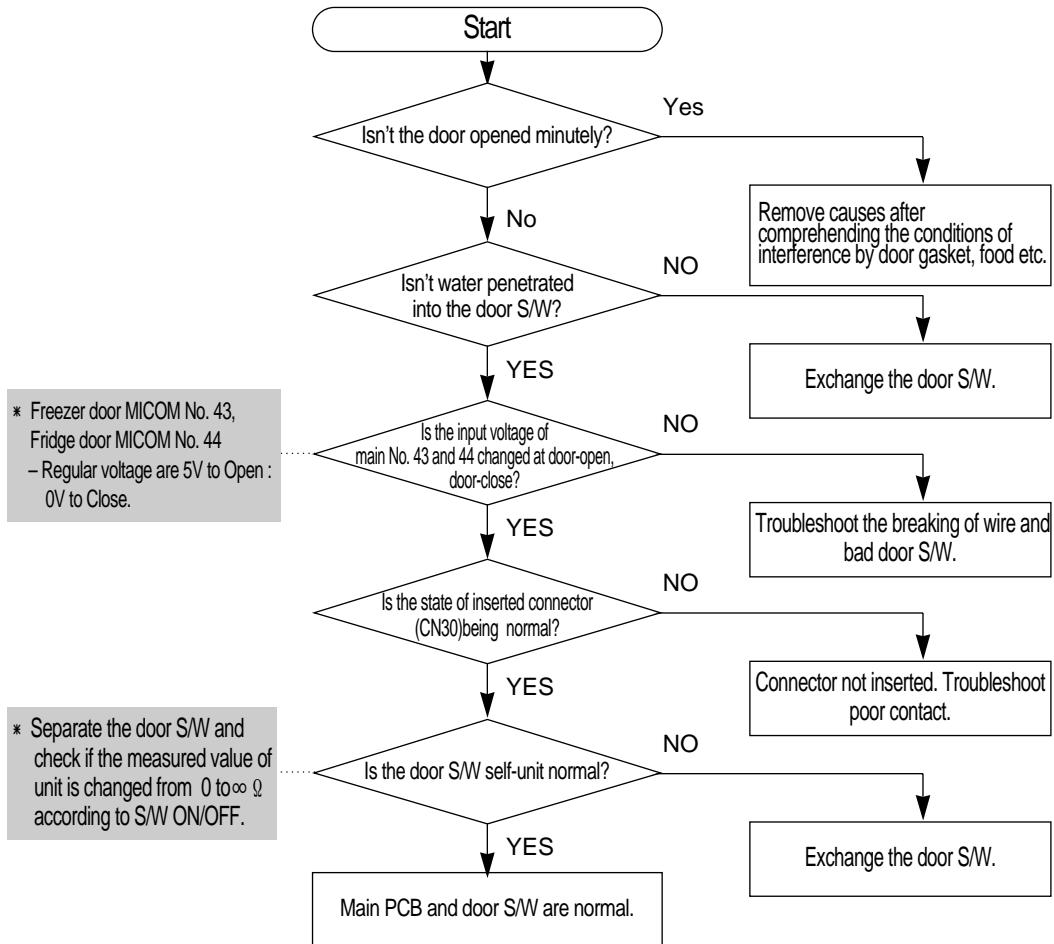 Start
Isn't the door opened minutely?
Yes
Remove causes after
comprehending the conditions of
interference by door gasket, food etc.
No
Isn't water penetrated
into the door S/W?
NO
Exchange the door S/W.
YES
* Freezer door MICOM No. 43,
Fridge door MICOM No. 44
– Regular voltage are 5V to Open :
0V to Close.
Is the input voltage of
main No. 43 and 44 changed at door-open,
door-close?
NO
Troubleshoot the breaking of wire and
bad door S/W.
YES
Is the state of inserted connector
(CN30)being normal?
NO
Connector not inserted. Troubleshoot
poor contact.
YES
* Separate the door S/W and
check if the measured value of
unit is changed from 0 to∞ Ω
according to S/W ON/OFF.
Is the door S/W self-unit normal?
NO
Exchange the door S/W.
YES
Main PCB and door S/W are normal.